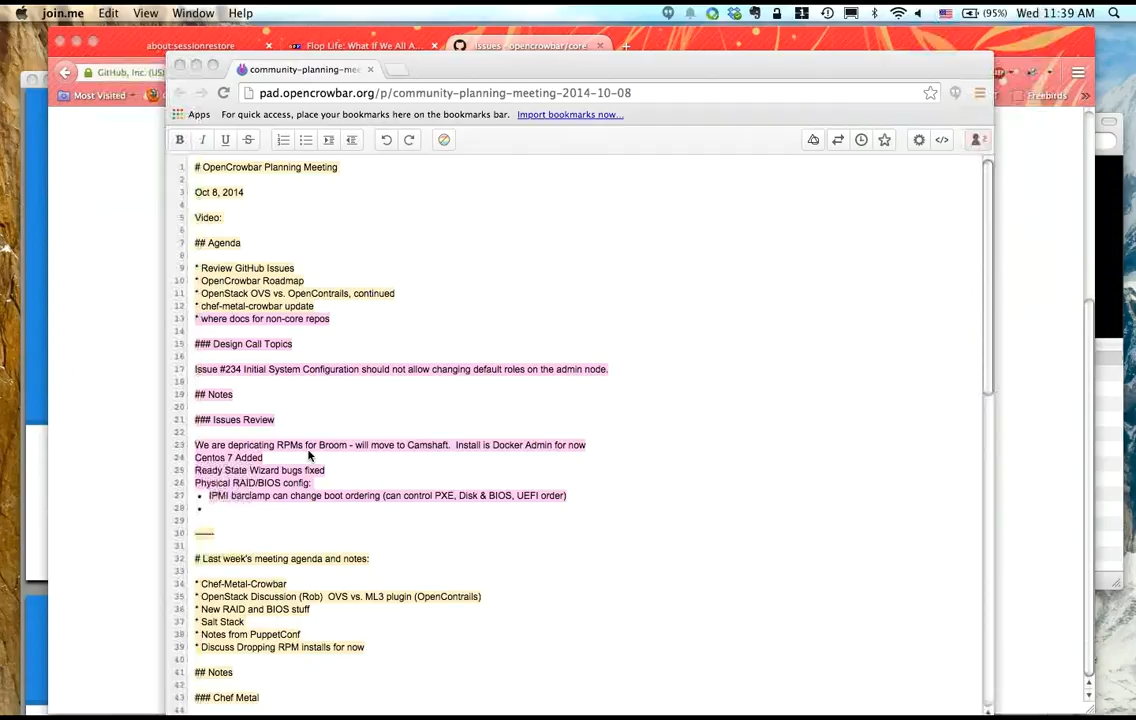 join.me Edit View Window Help
(95%) Wed 11:39 AM
about:sessionrestore
Flop Life: What If We All A...
Issues · opencrowbar/core
GitHub, Inc. (US)
community-planning-mee
pad.opencrowbar.org/p/community-planning-meeting-2014-10-08
Most Visited
Freebirds
Apps For quick access, place your bookmarks here on the bookmarks bar. Import bookmarks now...
B I U S
2
1 # OpenCrowbar Planning Meeting
2
3 Oct 8, 2014
4
5 Video:
6
7 ## Agenda
8
9 * Review GitHub Issues
10 * OpenCrowbar Roadmap
11 * OpenStack OVS vs. OpenContrails, continued
12 * chef-metal-crowbar update
13 * where docs for non-core repos
14
15 ### Design Call Topics
16
17 Issue #234 Initial System Configuration should not allow changing default roles on the admin node.
18
19 ## Notes
20
21 ### Issues Review
22
23 We are depricating RPMs for Broom - will move to Camshaft. Install is Docker Admin for now
24 Centos 7 Added
25 Ready State Wizard bugs fixed
26 Physical RAID/BIOS config:
27 • IPMI barclamp can change boot ordering (can control PXE, Disk & BIOS, UEFI order)
28 •
29
30 -----
31
32 # Last week's meeting agenda and notes:
33
34 * Chef-Metal-Crowbar
35 * OpenStack Discussion (Rob) OVS vs. ML3 plugin (OpenContrails)
36 * New RAID and BIOS stuff
37 * Salt Stack
38 * Notes from PuppetConf
39 * Discuss Dropping RPM installs for now
40
41 ## Notes
42
43 ### Chef Metal
44